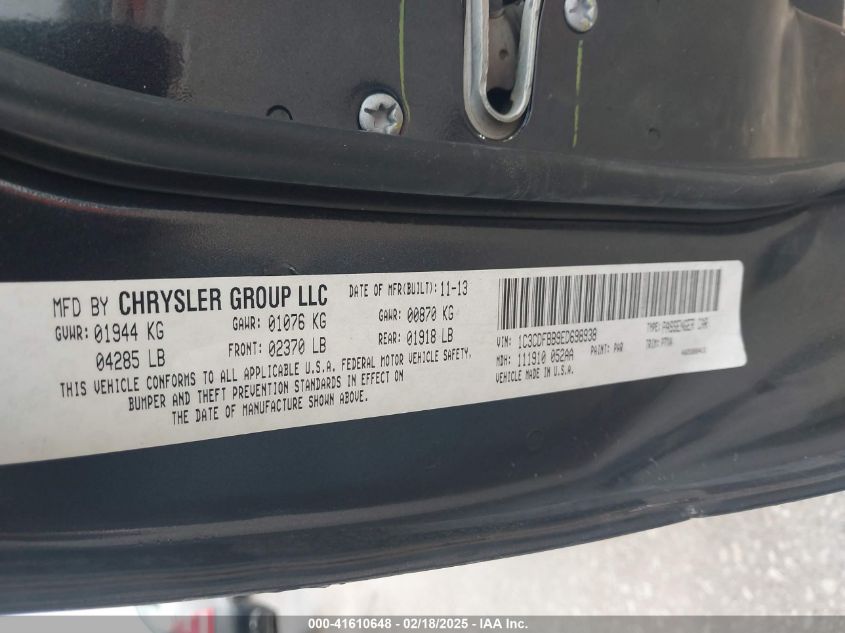 MFD BY CHRYSLER GROUP LLC
DATE OF MFR(BUILT): 11-13
GVWR: 01944 KG
04285 LB
GAWR: 01076 KG
FRONT: 02370 LB
GAWR: 00870 KG
REAR: 01918 LB
THIS VEHICLE CONFORMS TO ALL APPLICABLE U.S.A. FEDERAL MOTOR VEHICLE SAFETY,
BUMPER AND THEFT PREVENTION STANDARDS IN EFFECT ON
THE DATE OF MANUFACTURE SHOWN ABOVE.
VIN: 1C3CDFBB9ED698938
TYPE: PASSENGER CAR
MDH: 111910 052AA
PAINT: PAR
TRIM:
VEHICLE MADE IN U.S.A.
000-41610648 / 02/18/2025 - IAA Inc.